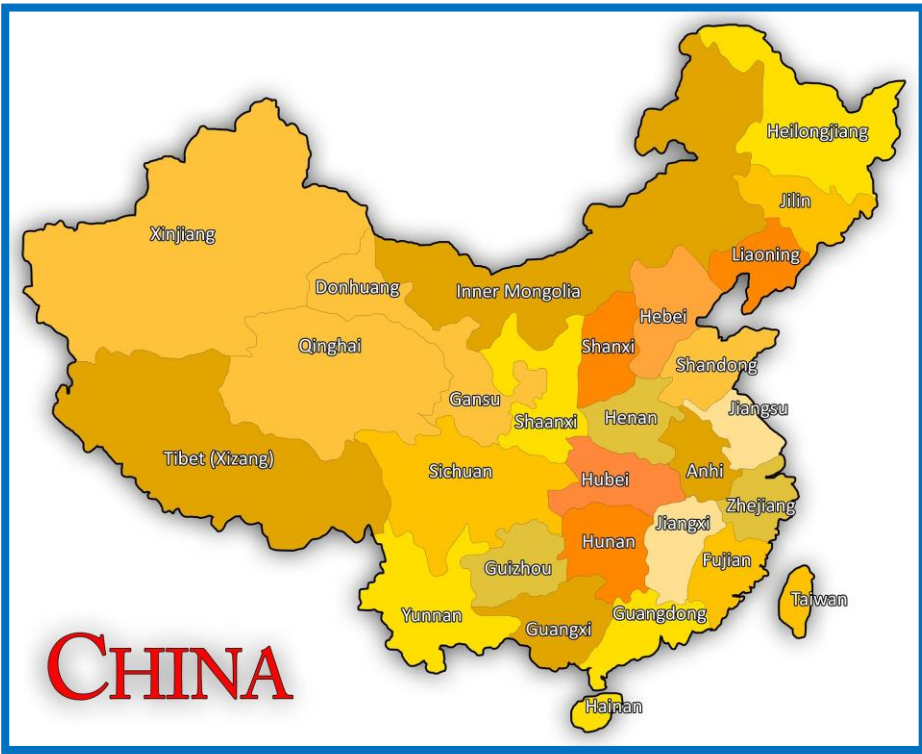 Heilongjiang
Jilin
Xinjiang
Liaoning
Donhuang
Inner Mongolia
Hebei
Qinghai
Shanxi
Shandong
Gansu
Jiangsu
Shaanxi
Henan
Tibet (Xizang)
Sichuan
Anhi
Hubei
Zhejiang
Jiangxi
Hunan
Fujian
Guizhou
Taiwan
Yunnan
Guangdong
Guangxi
CHINA
Hainan